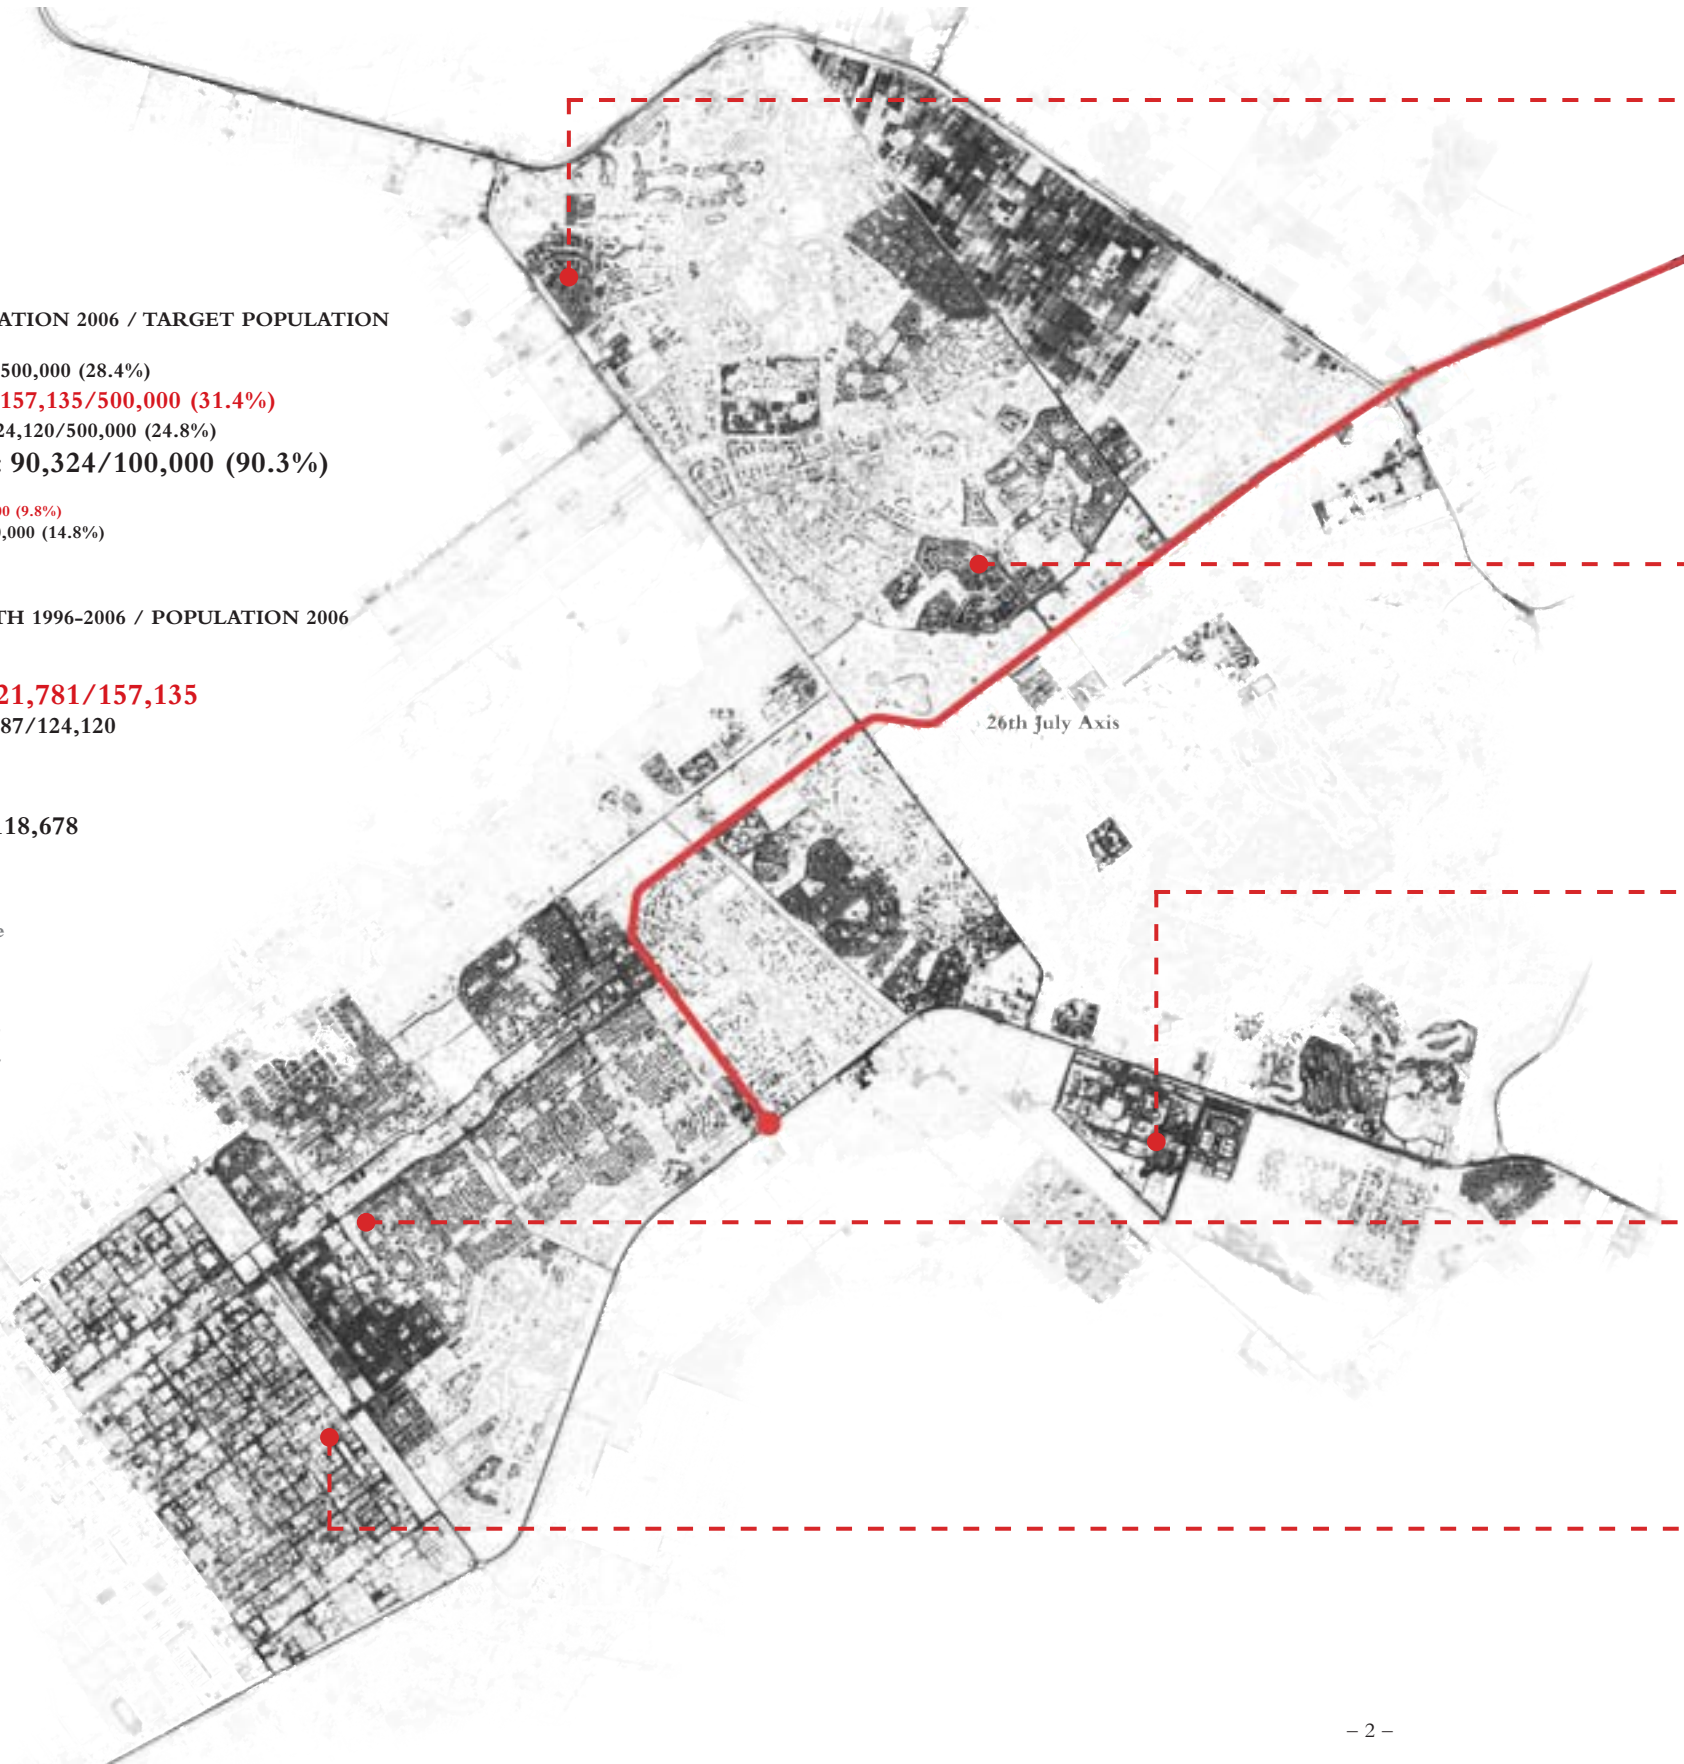 ATION 2006 / TARGET POPULATION
500,000 (28.4%)
157,135/500,000 (31.4%)
24,120/500,000 (24.8%)
: 90,324/100,000 (90.3%)
00 (9.8%)
0,000 (14.8%)
TH 1996-2006 / POPULATION 2006
21,781/157,135
87/124,120
118,678
e
26th July Axis
– 2 –